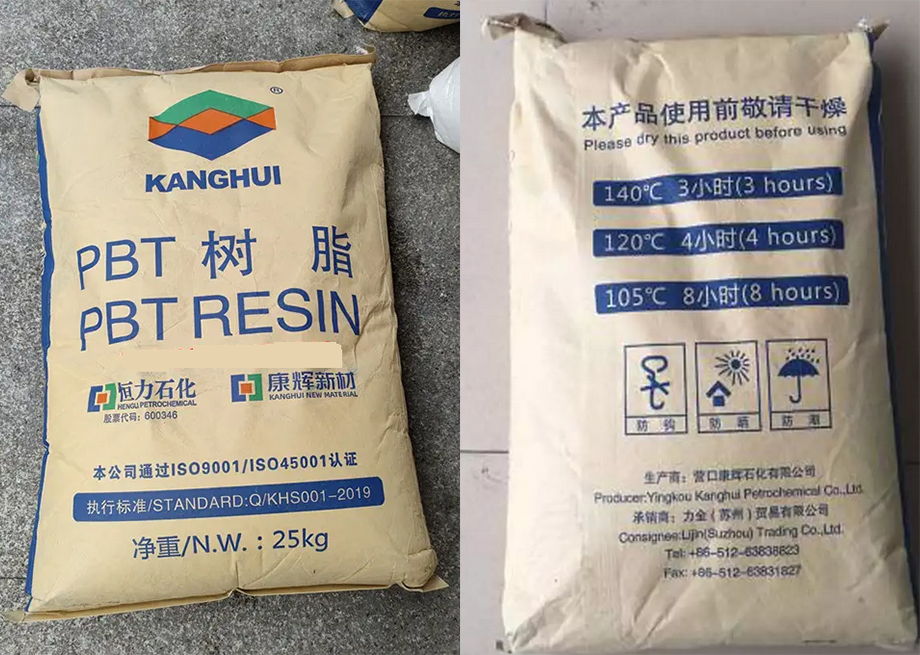 ®
KANGHUI
PBT 树 脂
PBT RESIN
恒力石化
HENGLI PETROCHEMICAL
股票代码：600346
康辉新材
KANGHUI NEW MATERIAL
本公司通过ISO9001/ISO45001认证
执行标准/STANDARD:Q/KHS001-2019
净重/N.W.：25kg
本产品使用前敬请干燥
Please dry this product before using
140℃ 3小时(3 hours)
120℃ 4小时(4 hours)
105℃ 8小时(8 hours)
防钩 防晒 防潮
生产商：营口康辉石化有限公司
Producer:Yingkou Kanghui Petrochemical Co.,Ltd.
承销商：力金（苏州）贸易有限公司
Consignee:Lijin(Suzhou) Trading Co.,Ltd.
Tel: +86-512-63838823
Fax: +86-512-63831827